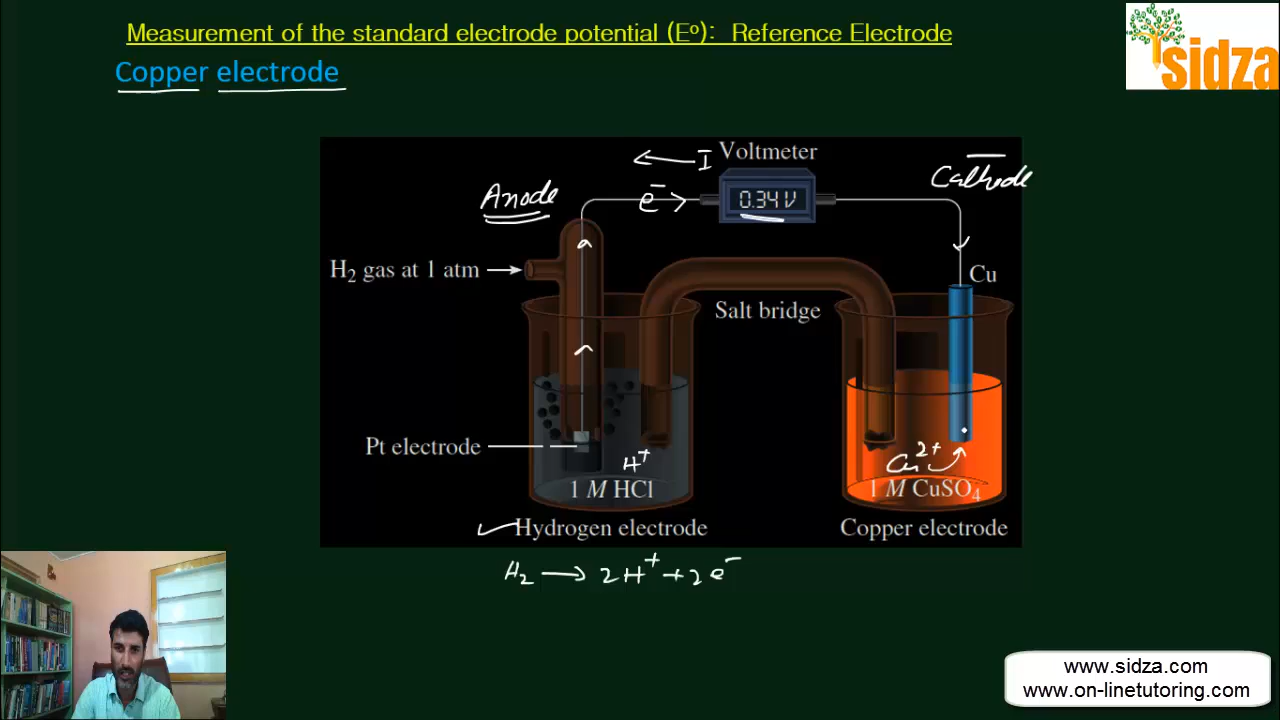 Measurement of the standard electrode potential (Eº): Reference Electrode
sidza
Copper electrode
I
Voltmeter
Cathode
Anode
e⁻
0.34 V
H₂ gas at 1 atm
Cu
Salt bridge
Pt electrode
H⁺
Cu²⁺
1 M HCl
1 M CuSO₄
Hydrogen electrode
Copper electrode
H₂ → 2H⁺ + 2e⁻
www.sidza.com
www.on-linetutoring.com